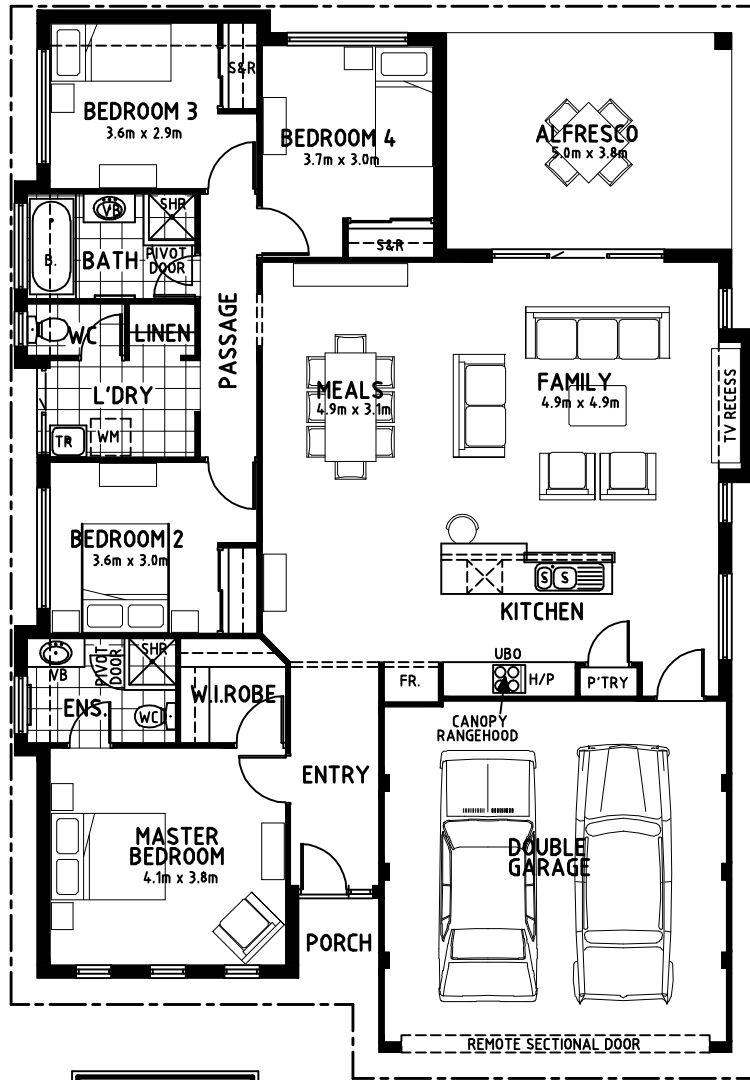 S&R
BEDROOM 3
3.6m x 2.9m
BEDROOM 4
3.7m x 3.0m
ALFRESCO
5.0m x 3.8m
SHR
VB
S&R
B.
BATH
PIVOT
DOOR
WC
LINEN
PASSAGE
L'DRY
MEALS
4.9m x 3.1m
FAMILY
4.9m x 4.9m
TV RECESS
TR
WM
BEDROOM 2
3.6m x 3.0m
S
S
KITCHEN
SHR
PIVOT
DOOR
VB
UBO
FR.
H/P
P'TRY
W.I.ROBE
ENS.
WC
CANOPY
RANGEHOOD
ENTRY
MASTER
BEDROOM
4.1m x 3.8m
DOUBLE
GARAGE
PORCH
REMOTE SECTIONAL DOOR